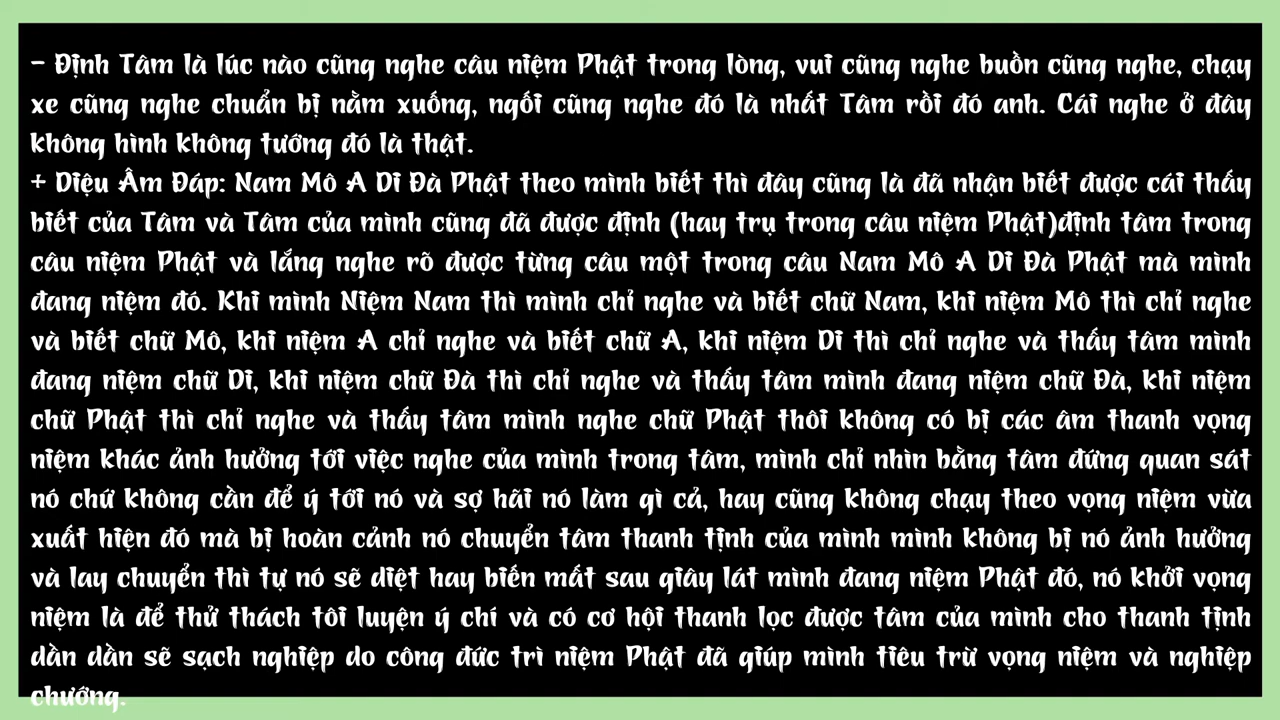 – Định Tâm là lúc nào cũng nghe câu niệm Phật trong lòng, vui cũng nghe buồn cũng nghe, chạy
xe cũng nghe chuẩn bị nằm xuống, ngối cũng nghe đó là nhất Tâm rồi đó anh. Cái nghe ở đây
không hình không tướng đó là thật.
+ Diệu Âm Đáp: Nam Mô A Di Đà Phật theo mình biết thì đây cũng là đã nhận biết được cái thấy
biết của Tâm và Tâm của mình cũng đã được định (hay trụ trong câu niệm Phật)định tâm trong
câu niệm Phật và lắng nghe rõ được từng câu một trong câu Nam Mô A Di Đà Phật mà mình
đang niệm đó. Khi mình Niệm Nam thì mình chỉ nghe và biết chữ Nam, khi niệm Mô thì chỉ nghe
và biết chữ Mô, khi niệm A chỉ nghe và biết chữ A, khi niệm Di thì chỉ nghe và thấy tâm mình
đang niệm chữ Di, khi niệm chữ Đà thì chỉ nghe và thấy tâm mình đang niệm chữ Đà, khi niệm
chữ Phật thì chỉ nghe và thấy tâm mình nghe chữ Phật thôi không có bị các âm thanh vọng
niệm khác ảnh hưởng tới việc nghe của mình trong tâm, mình chỉ nhìn bằng tâm đứng quan sát
nó chứ không cần để ý tới nó và sợ hãi nó làm gì cả, hay cũng không chạy theo vọng niệm vừa
xuất hiện đó mà bị hoàn cảnh nó chuyển tâm thanh tịnh của mình mình không bị nó ảnh hưởng
và lay chuyển thì tự nó sẽ diệt hay biến mất sau giây lát mình đang niệm Phật đó, nó khởi vọng
niệm là để thử thách tôi luyện ý chí và có cơ hội thanh lọc được tâm của mình cho thanh tịnh
dần dần sẽ sạch nghiệp do công đức trì niệm Phật đã giúp mình tiêu trừ vọng niệm và nghiệp
chướng.